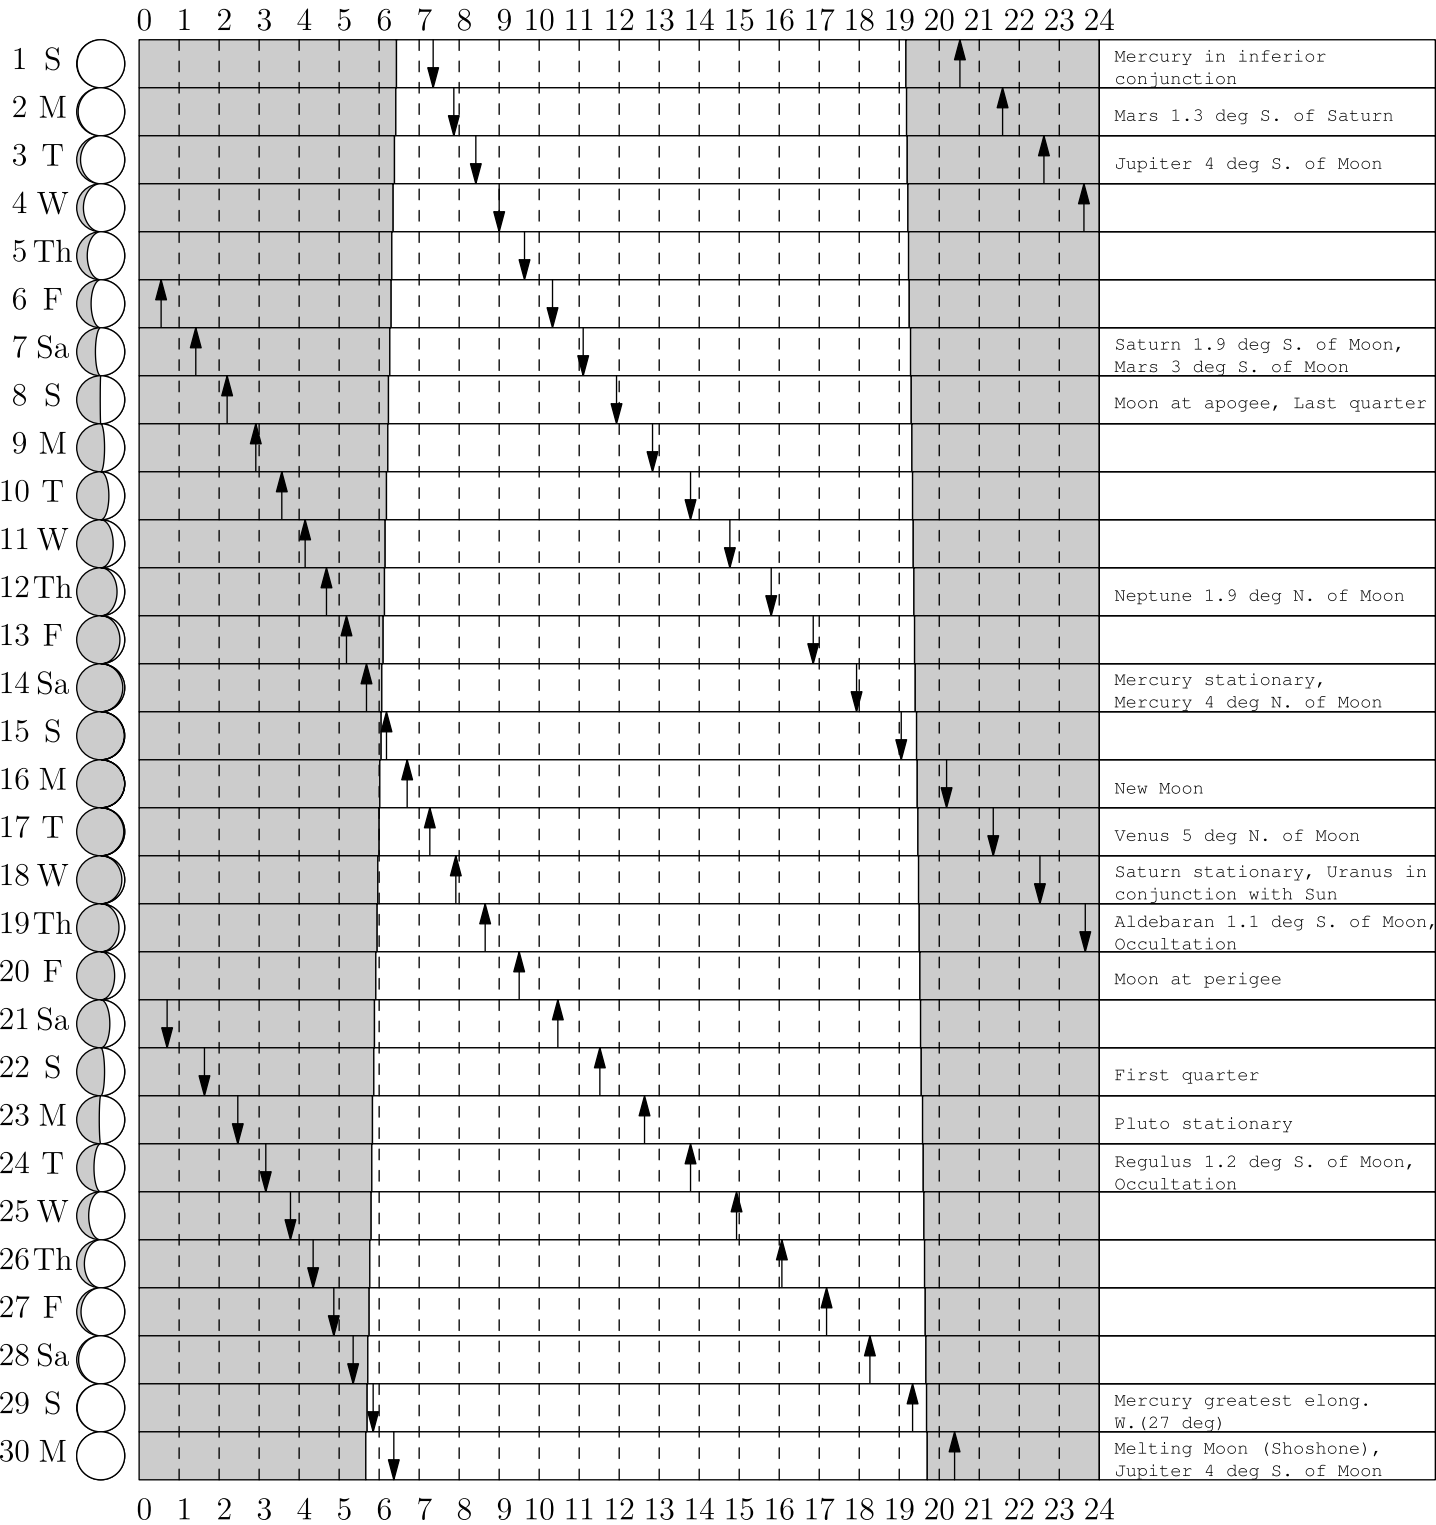 0 1 2 3 4 5 6 7 8 9 10 11 12 13 14 15 16 17 18 19 20 21 22 23 24
1 S
Mercury in inferior
conjunction
2 M
Mars 1.3 deg S. of Saturn
3 T
Jupiter 4 deg S. of Moon
4 W
5 Th
6 F
7 Sa
Saturn 1.9 deg S. of Moon,
Mars 3 deg S. of Moon
8 S
Moon at apogee, Last quarter
9 M
10 T
11 W
12 Th
Neptune 1.9 deg N. of Moon
13 F
14 Sa
Mercury stationary,
Mercury 4 deg N. of Moon
15 S
16 M
New Moon
17 T
Venus 5 deg N. of Moon
18 W
Saturn stationary, Uranus in
conjunction with Sun
19 Th
Aldebaran 1.1 deg S. of Moon,
Occultation
20 F
Moon at perigee
21 Sa
22 S
First quarter
23 M
Pluto stationary
24 T
Regulus 1.2 deg S. of Moon,
Occultation
25 W
26 Th
27 F
28 Sa
29 S
Mercury greatest elong.
W.(27 deg)
30 M
Melting Moon (Shoshone),
Jupiter 4 deg S. of Moon
0 1 2 3 4 5 6 7 8 9 10 11 12 13 14 15 16 17 18 19 20 21 22 23 24